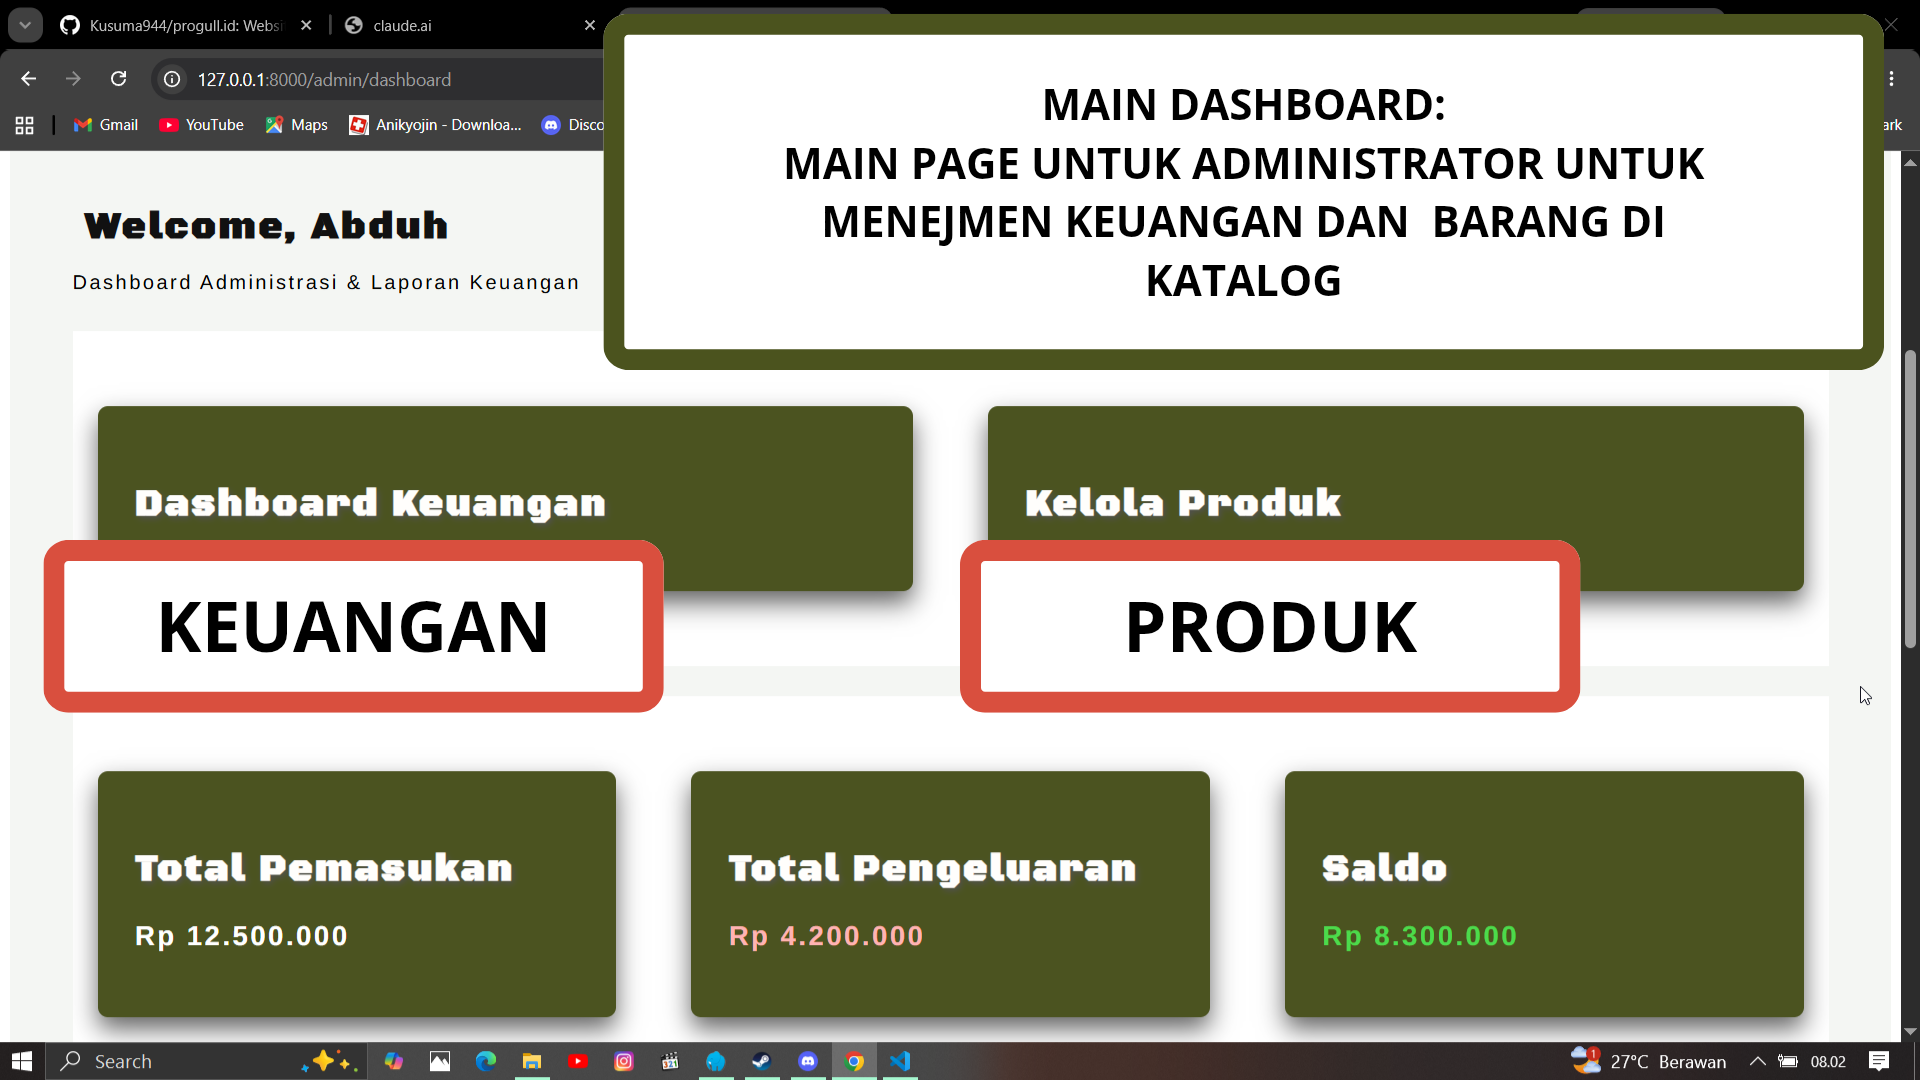 Kusuma944/progull.id: Websi
claude.ai
127.0.0.1:8000/admin/dashboard
Gmail
YouTube
Maps
Anikyojin - Downloa...
Disco
ark
MAIN DASHBOARD:
MAIN PAGE UNTUK ADMINISTRATOR UNTUK
MENEJMEN KEUANGAN DAN BARANG DI
KATALOG
Welcome, Abduh
Dashboard Administrasi & Laporan Keuangan
Dashboard Keuangan
Kelola Produk
KEUANGAN
PRODUK
Total Pemasukan
Rp 12.500.000
Total Pengeluaran
Rp 4.200.000
Saldo
Rp 8.300.000
Search
321
1
27°C Berawan
08.02